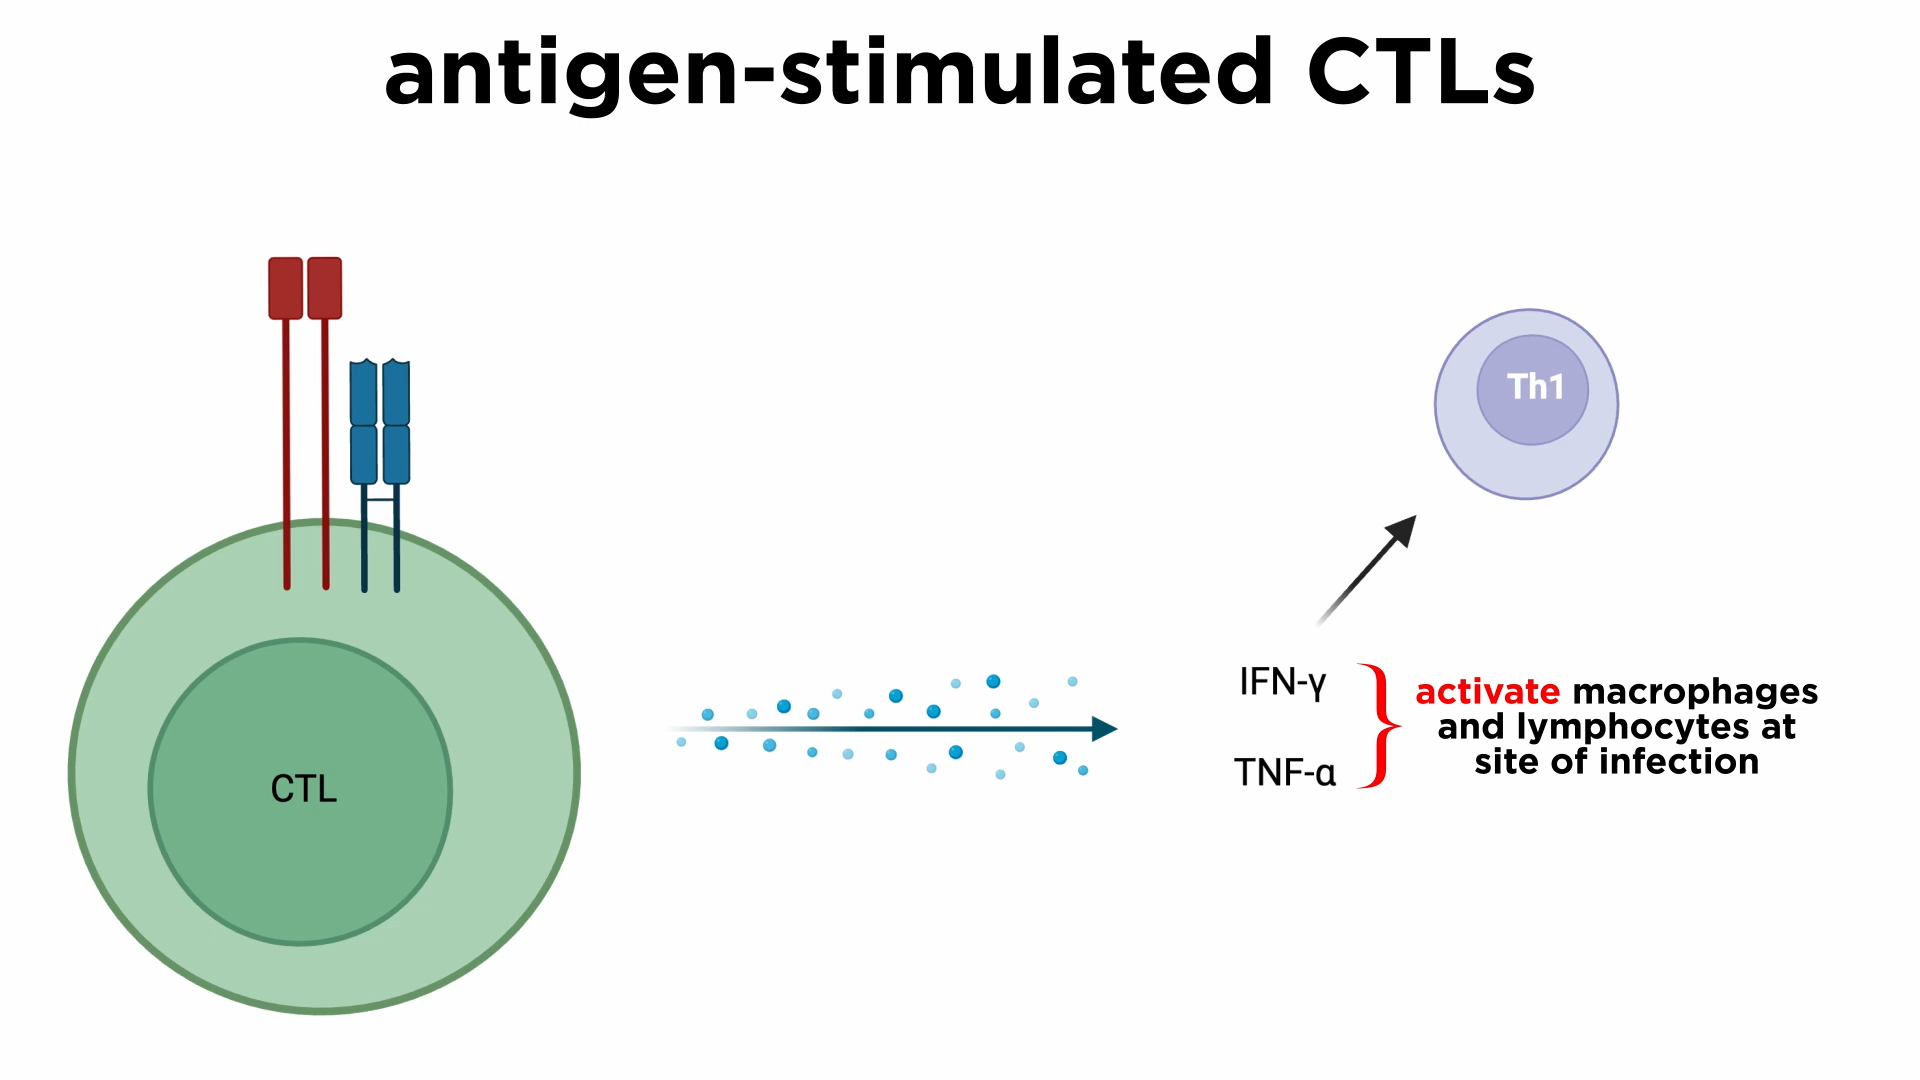 antigen-stimulated CTLs
Th1
CTL
IFN-γ
TNF-α
activate macrophages
and lymphocytes at
site of infection